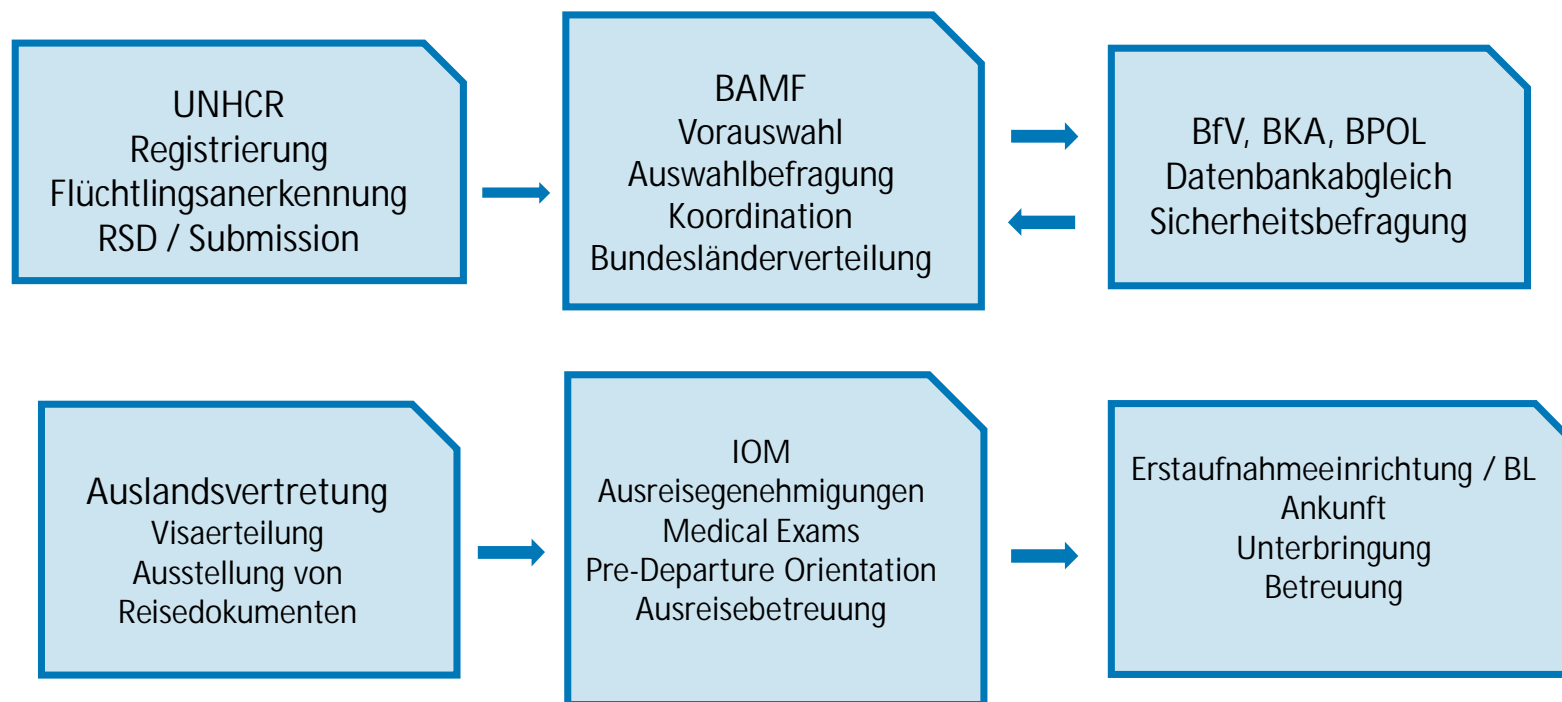 UNHCR
Registrierung
Flüchtlingsanerkennung
RSD / Submission
BAMF
Vorauswahl
Auswahlbefragung
Koordination
Bundesländerverteilung
BfV, BKA, BPOL
Datenbankabgleich
Sicherheitsbefragung
Auslandsvertretung
Visaerteilung
Ausstellung von
Reisedokumenten
IOM
Ausreisegenehmigungen
Medical Exams
Pre-Departure Orientation
Ausreisebetreuung
Erstaufnahmeeinrichtung / BL
Ankunft
Unterbringung
Betreuung